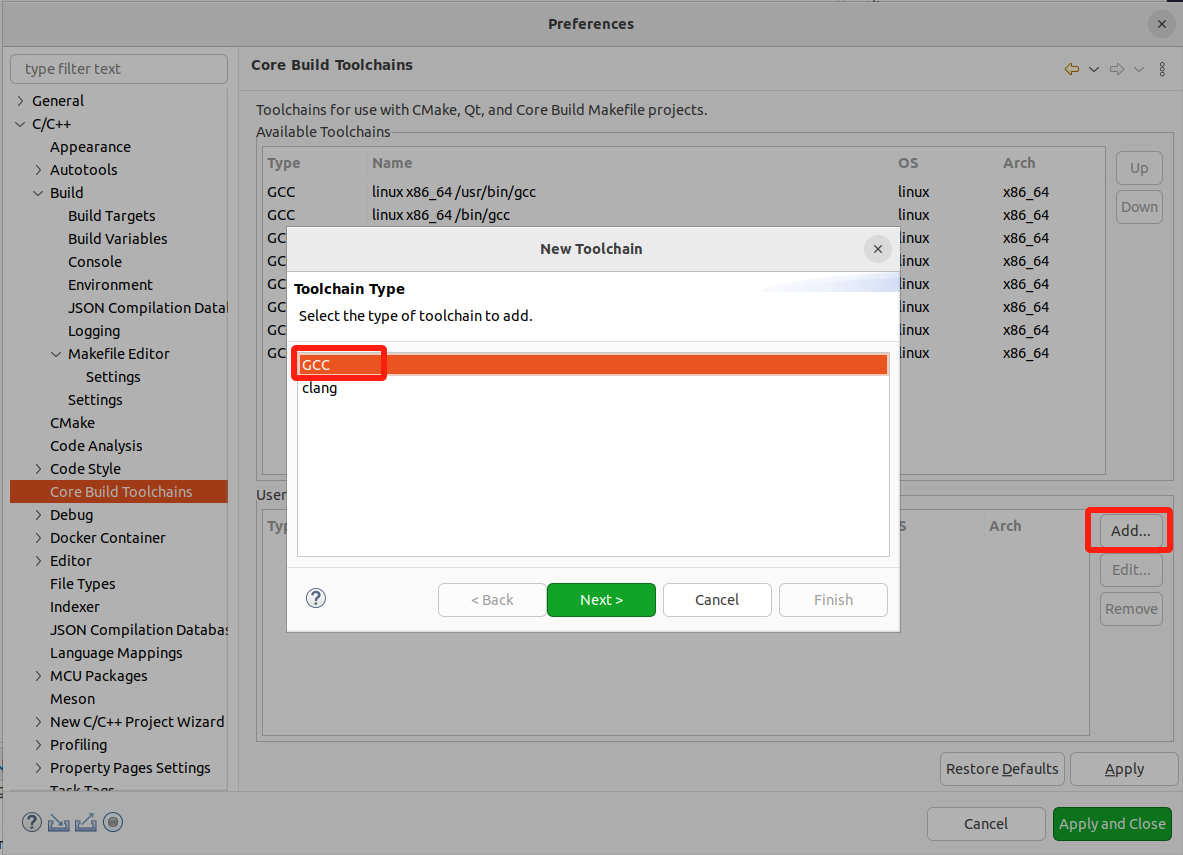 Preferences
type filter text
General
C/C++
Appearance
Autotools
Build
Build Targets
Build Variables
Console
Environment
JSON Compilation Datal
Logging
Makefile Editor
Settings
Settings
CMake
Code Analysis
Code Style
Core Build Toolchains
Debug
Docker Container
Editor
File Types
Indexer
JSON Compilation Databas
Language Mappings
MCU Packages
Meson
New C/C++ Project Wizard
Profiling
Property Pages Settings
Task Tags
Core Build Toolchains
Toolchains for use with CMake, Qt, and Core Build Makefile projects.
Available Toolchains
Type Name OS Arch
GCC linux x86_64 /usr/bin/gcc linux x86_64
GCC linux x86_64 /bin/gcc linux x86_64
GC linux x86_64
GC linux x86_64
GC linux x86_64
GC linux x86_64
GC linux x86_64
GC linux x86_64
Up
Down
New Toolchain
Toolchain Type
Select the type of toolchain to add.
GCC
clang
< Back Next > Cancel Finish
User
Typ S Arch
Add...
Edit...
Remove
Restore Defaults Apply
Cancel Apply and Close